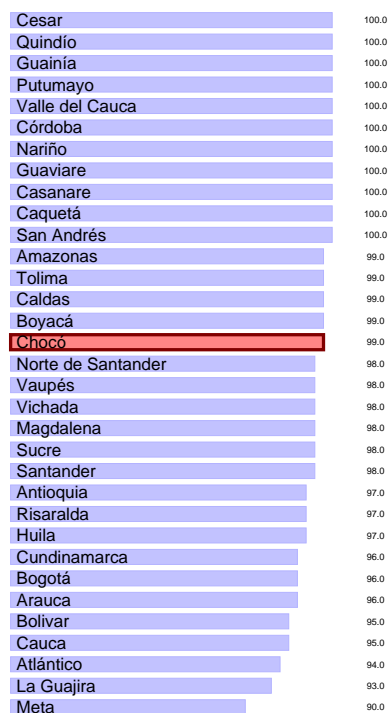 Cesar 100.0
Quindío 100.0
Guainía 100.0
Putumayo 100.0
Valle del Cauca 100.0
Córdoba 100.0
Nariño 100.0
Guaviare 100.0
Casanare 100.0
Caquetá 100.0
San Andrés 100.0
Amazonas 99.0
Tolima 99.0
Caldas 99.0
Boyacá 99.0
Chocó 99.0
Norte de Santander 98.0
Vaupés 98.0
Vichada 98.0
Magdalena 98.0
Sucre 98.0
Santander 98.0
Antioquia 97.0
Risaralda 97.0
Huila 97.0
Cundinamarca 96.0
Bogotá 96.0
Arauca 96.0
Bolivar 95.0
Cauca 95.0
Atlántico 94.0
La Guajira 93.0
Meta 90.0